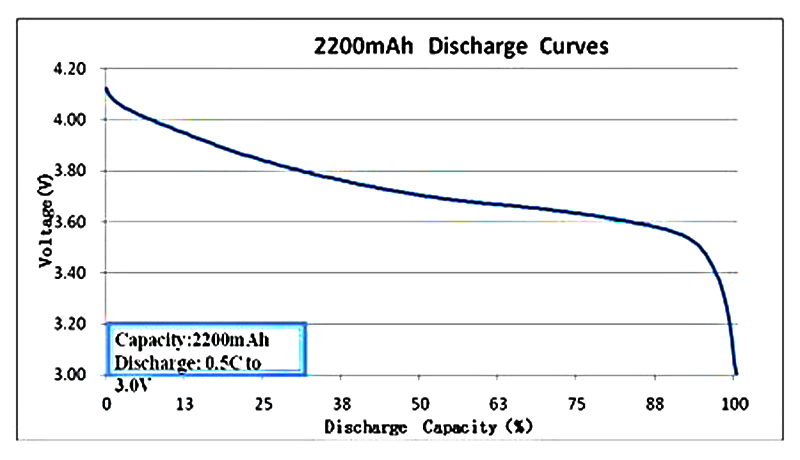 2200mAh Discharge Curves
4.20
4.00
3.80
3.60
3.40
3.20
3.00
Voltage(V)
Capacity:2200mAh
Discharge: 0.5C to
3.0V
0 13 25 38 50 63 75 88 100
Discharge Capacity(%)